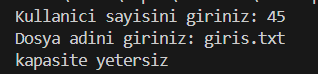 Kullanici sayisini giriniz: 45
Dosya adini giriniz: giris.txt
kapasite yetersiz